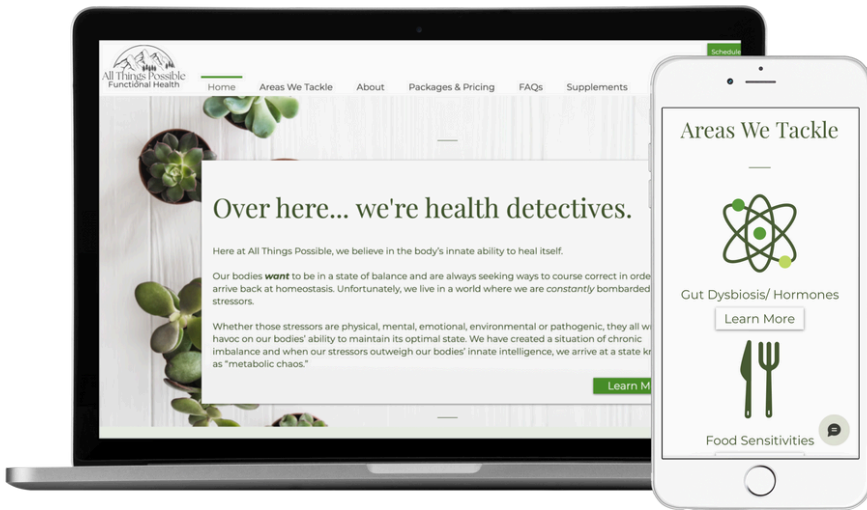 All Things Possible
Functional Health
Home
Areas We Tackle
About
Packages & Pricing
FAQs
Supplements
Schedule
Over here... we're health detectives.
Here at All Things Possible, we believe in the body's innate ability to heal itself.
Our bodies want to be in a state of balance and are always seeking ways to course correct in
arrive back at homeostasis. Unfortunately, we live in a world where we are constantly bombarded
stressors.
Whether those stressors are physical, mental, emotional, environmental or pathogenic, they all
havoc on our bodies' ability to maintain its optimal state. We have created a situation of chronic
imbalance and when our stressors outweigh our bodies' innate intelligence, we arrive at a state
as "metabolic chaos."
Learn
Areas We Tackle
Gut Dysbiosis/ Hormones
Learn More
Food Sensitivities